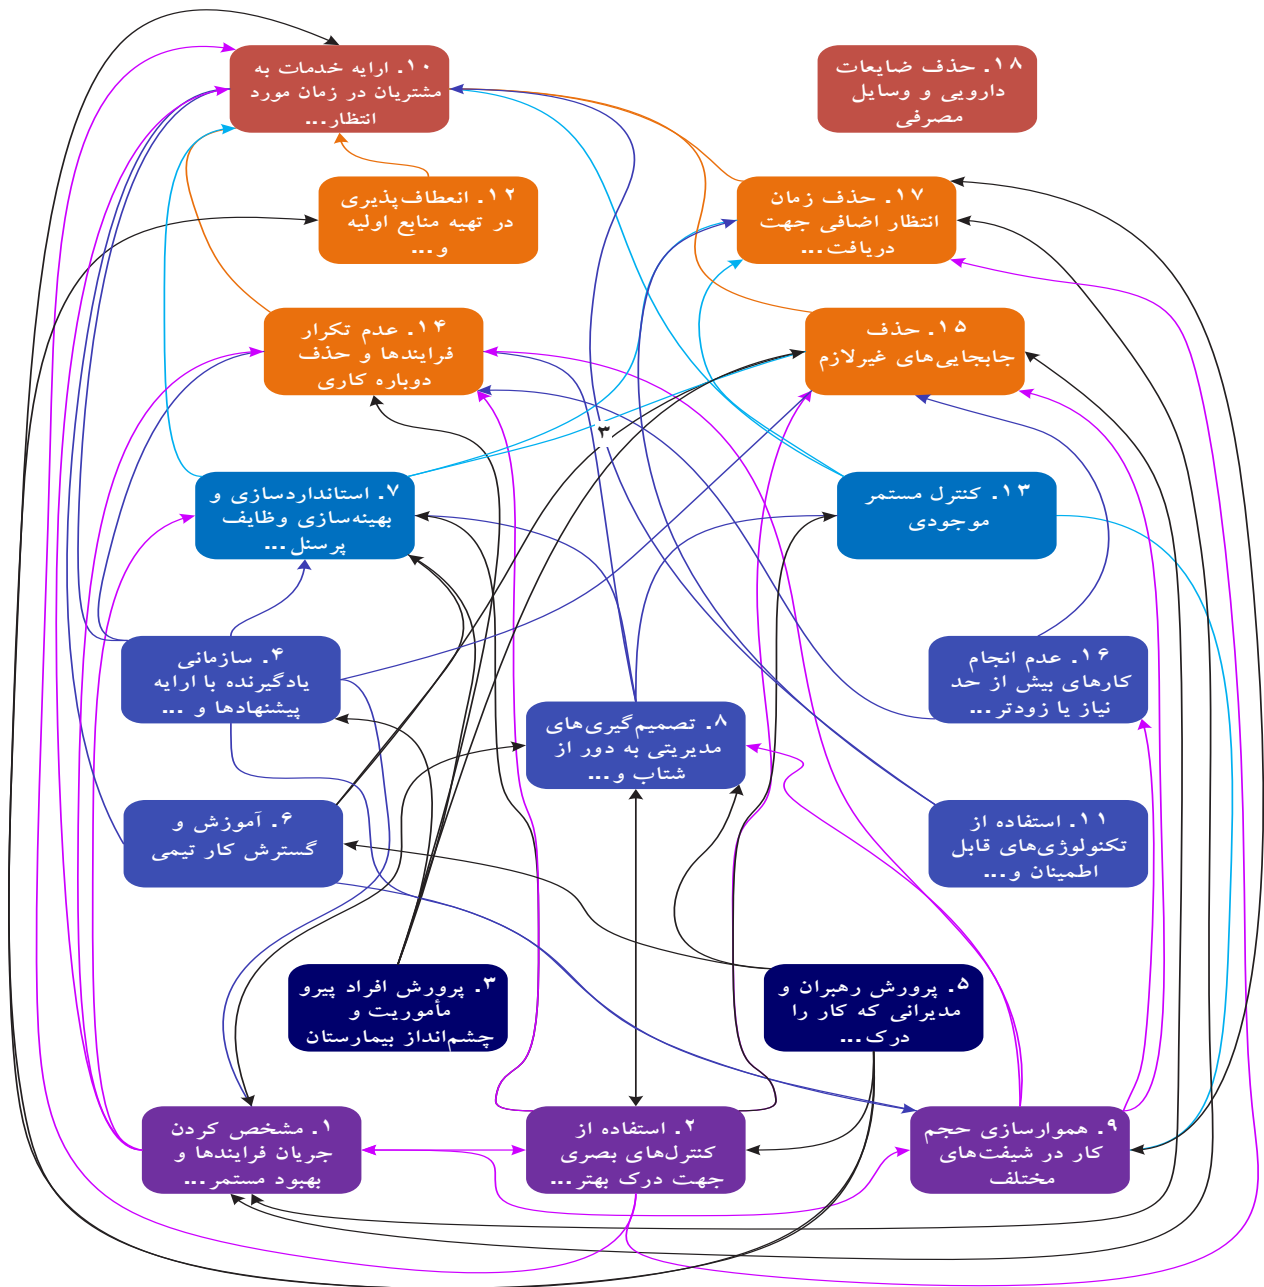 ۱۰. ارایه خدمات به
مشتریان در زمان مورد
انتظار...
۱۸. حذف ضایعات
دارویی و وسایل
مصرفی
۱۲. انعطاف‌پذیری
در تهیه منابع اولیه
و...
۱۷. حذف زمان
انتظار اضافی جهت
دریافت...
۱۴. عدم تکرار
فرایندها و حذف
دوباره کاری
۱۵. حذف
جابجایی‌های غیرلازم
۳
۷. استانداردسازی و
بهینه‌سازی وظایف
پرسنل...
۱۳. کنترل مستمر
موجودی
۴. سازمانی
یادگیرنده با ارایه
پیشنهادها و ...
۱۶. عدم انجام
کارهای بیش از حد
نیاز یا زودتر...
۸. تصمیم‌گیری‌های
مدیریتی به دور از
شتاب و...
۶. آموزش و
گسترش کار تیمی
۱۱. استفاده از
تکنولوژی‌های قابل
اطمینان و...
۳. پرورش افراد پیرو
مأموریت و
چشم‌انداز بیمارستان
۵. پرورش رهبران و
مدیرانی که کار را
درک...
۱. مشخص کردن
جریان فرایندها و
بهبود مستمر...
۲. استفاده از
کنترل‌های بصری
جهت درک بهتر...
۹. هموارسازی حجم
کار در شیفت‌های
مختلف